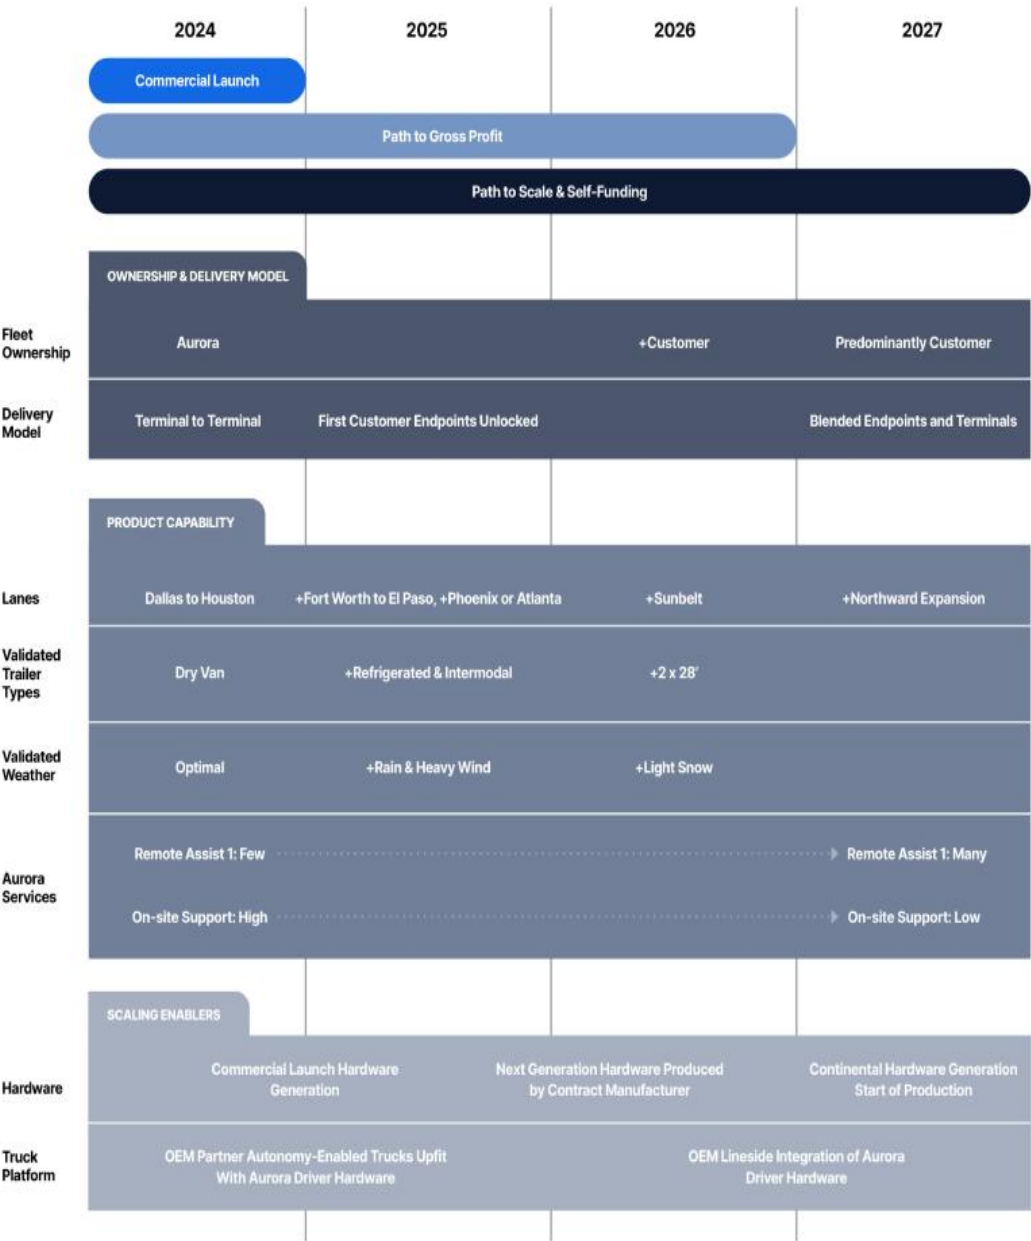 2024 2025 2026 2027
Commercial Launch
Path to Gross Profit
Path to Scale & Self-Funding
OWNERSHIP & DELIVERY MODEL
Fleet
Ownership
Aurora +Customer Predominantly Customer
Delivery
Model
Terminal to Terminal First Customer Endpoints Unlocked Blended Endpoints and Terminals
PRODUCT CAPABILITY
Lanes Dallas to Houston +Fort Worth to El Paso, +Phoenix or Atlanta +Sunbelt +Northward Expansion
Validated
Trailer
Types
Dry Van +Refrigerated & Intermodal +2 x 28'
Validated
Weather
Optimal +Rain & Heavy Wind +Light Snow
Aurora
Services
Remote Assist 1: Few Remote Assist 1: Many
On-site Support: High On-site Support: Low
SCALING ENABLERS
Hardware
Commercial Launch Hardware
Generation
Next Generation Hardware Produced
by Contract Manufacturer
Continental Hardware Generation
Start of Production
Truck
Platform
OEM Partner Autonomy-Enabled Trucks Upfit
With Aurora Driver Hardware
OEM Lineside Integration of Aurora
Driver Hardware